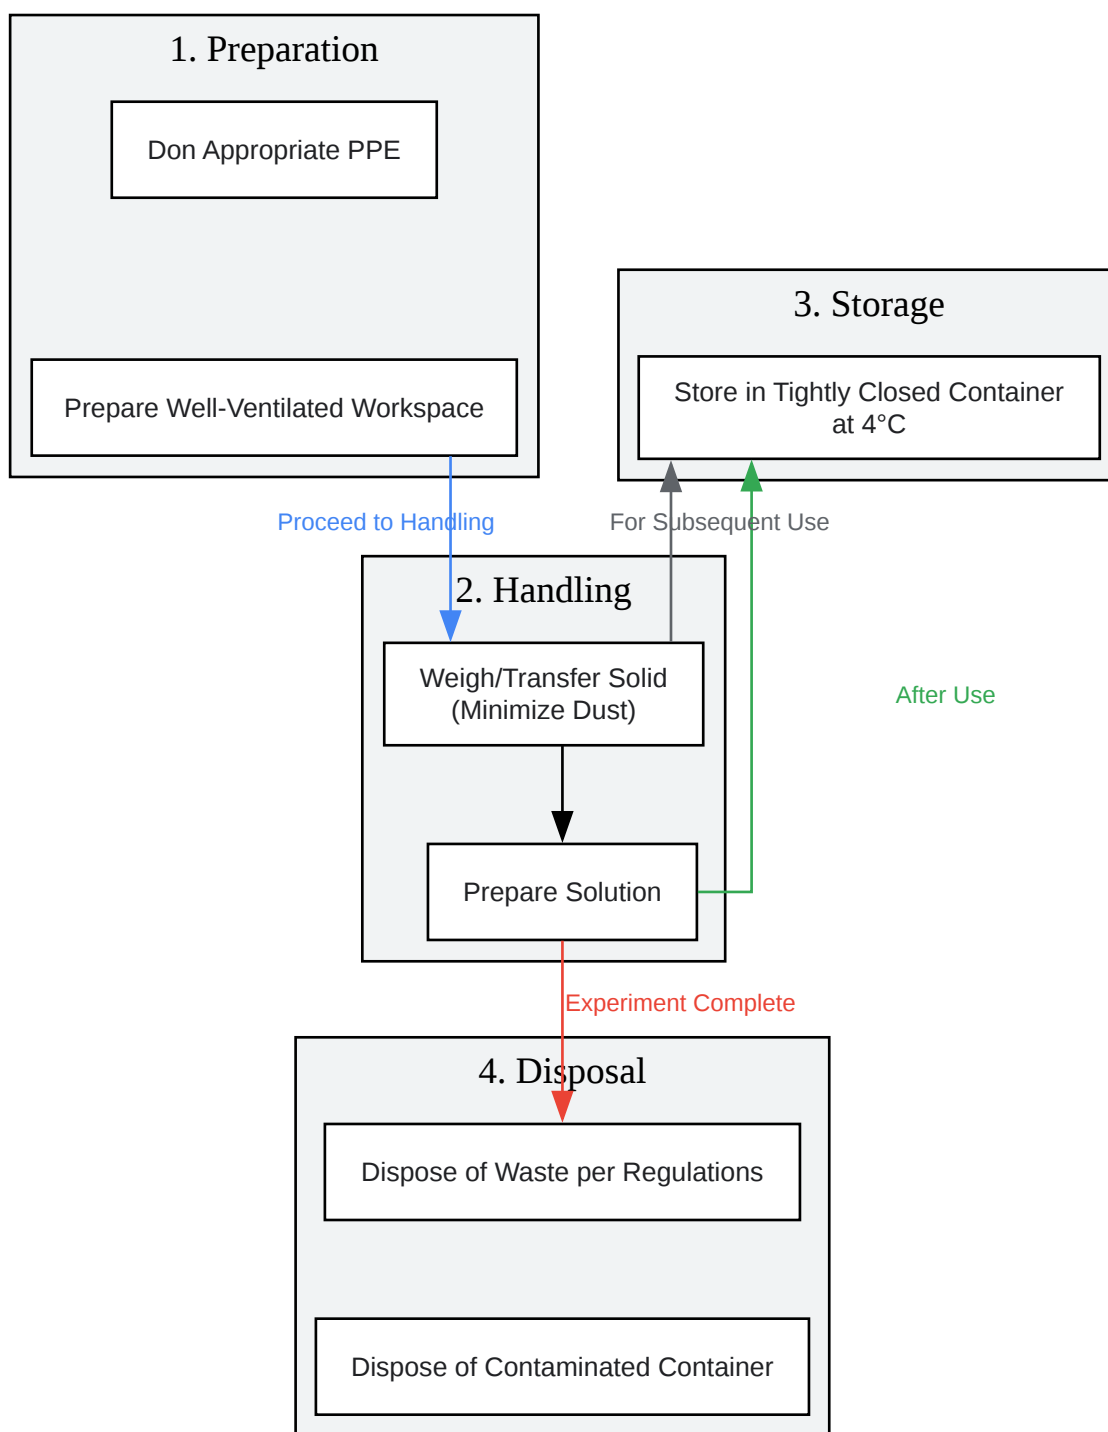 1. Preparation
Don Appropriate PPE
Prepare Well-Ventilated Workspace
3. Storage
Store in Tightly Closed Container
at 4°C
Proceed to Handling
For Subsequent Use
2. Handling
Weigh/Transfer Solid
(Minimize Dust)
After Use
Prepare Solution
Experiment Complete
4. Disposal
Dispose of Waste per Regulations
Dispose of Contaminated Container